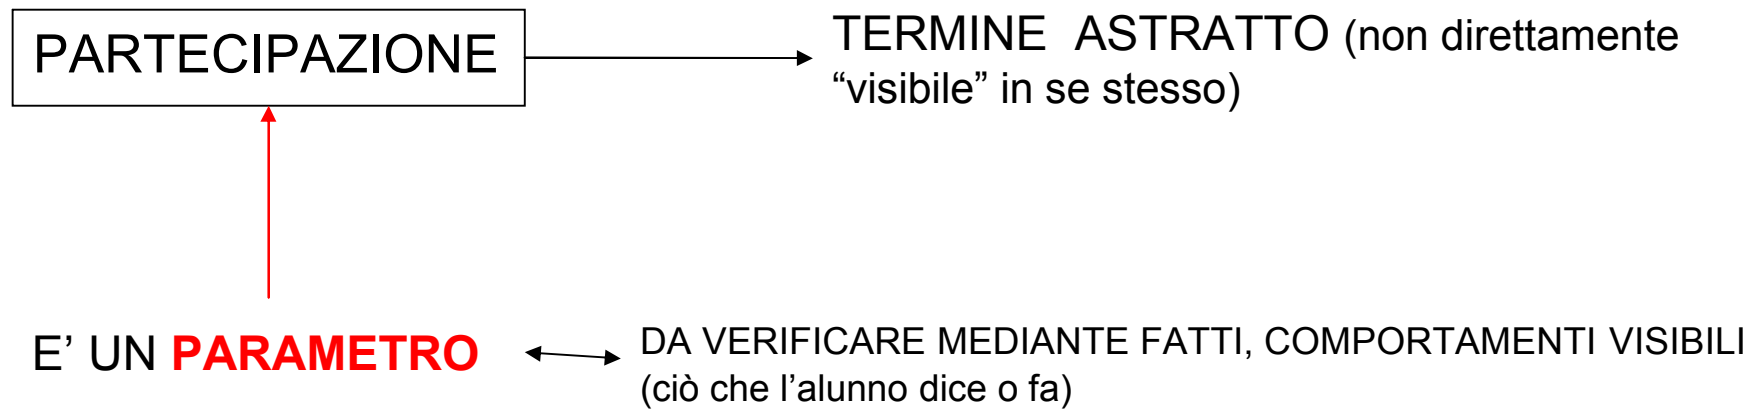 PARTECIPAZIONE
TERMINE ASTRATTO (non direttamente
“visibile” in se stesso)
E’ UN PARAMETRO
DA VERIFICARE MEDIANTE FATTI, COMPORTAMENTI VISIBILI
(ciò che l’alunno dice o fa)